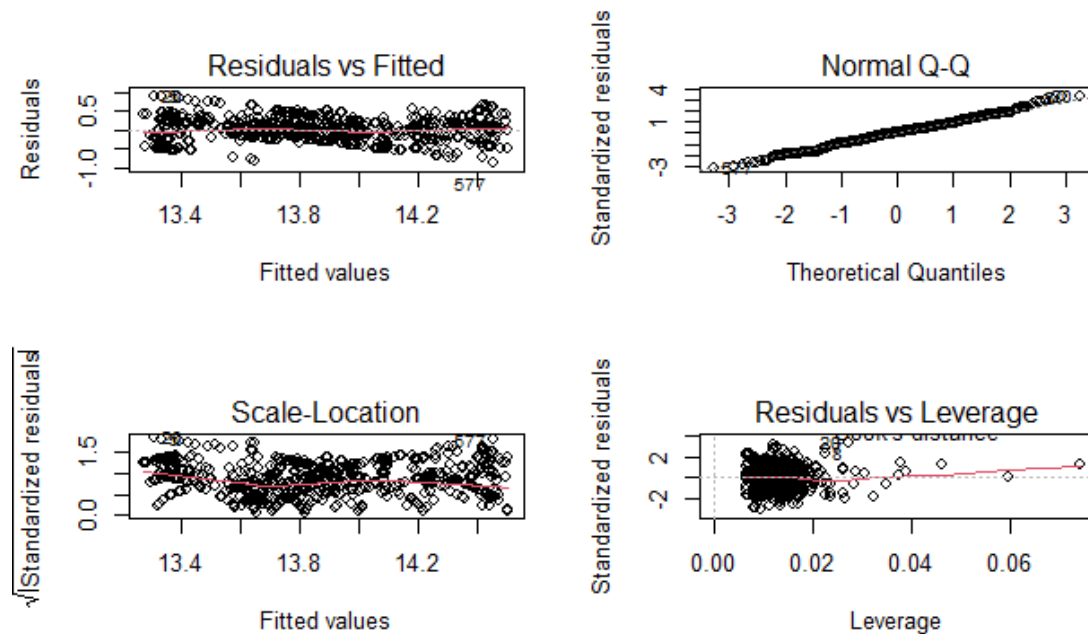 Residuals vs Fitted
Residuals
0.5
-1.0
577
13.4 13.8 14.2
Fitted values
Normal Q-Q
Standardized residuals
4
1
-3
-3 -2 -1 0 1 2 3
Theoretical Quantiles
Scale-Location
√|Standardized residuals|
1.5
0.0
577
13.4 13.8 14.2
Fitted values
Residuals vs Leverage
Standardized residuals
2
-2
Cook's distance
0.00 0.02 0.04 0.06
Leverage